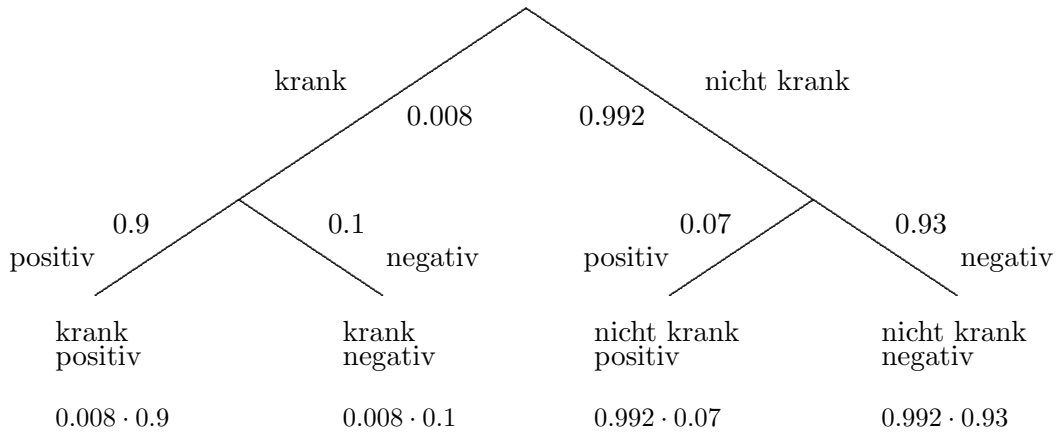 krank
nicht krank
0.008
0.992
0.9
0.1
0.07
0.93
positiv
negativ
positiv
negativ
krank
positiv
krank
negativ
nicht krank
positiv
nicht krank
negativ
0.008 · 0.9
0.008 · 0.1
0.992 · 0.07
0.992 · 0.93